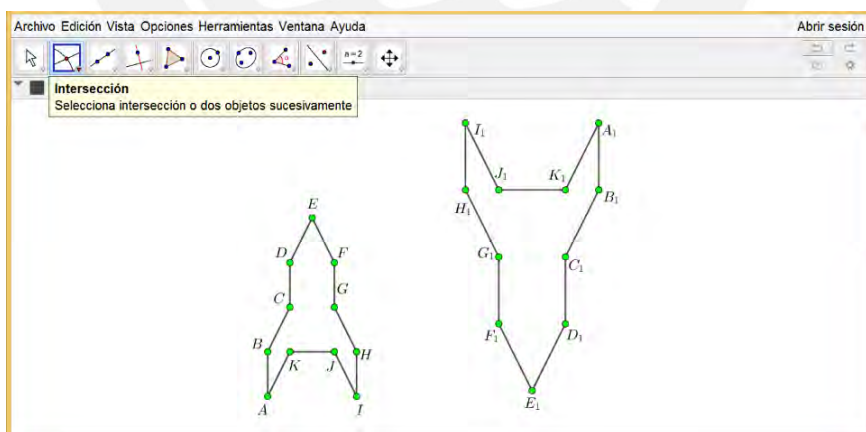 Archivo Edición Vista Opciones Herramientas Ventana Ayuda
Abrir sesión
a=2
Intersección
Selecciona intersección o dos objetos sucesivamente
I₁
A₁
J₁
K₁
H₁
B₁
E
D
F
G₁
C₁
C
G
F₁
D₁
B
K
J
H
E₁
A
I